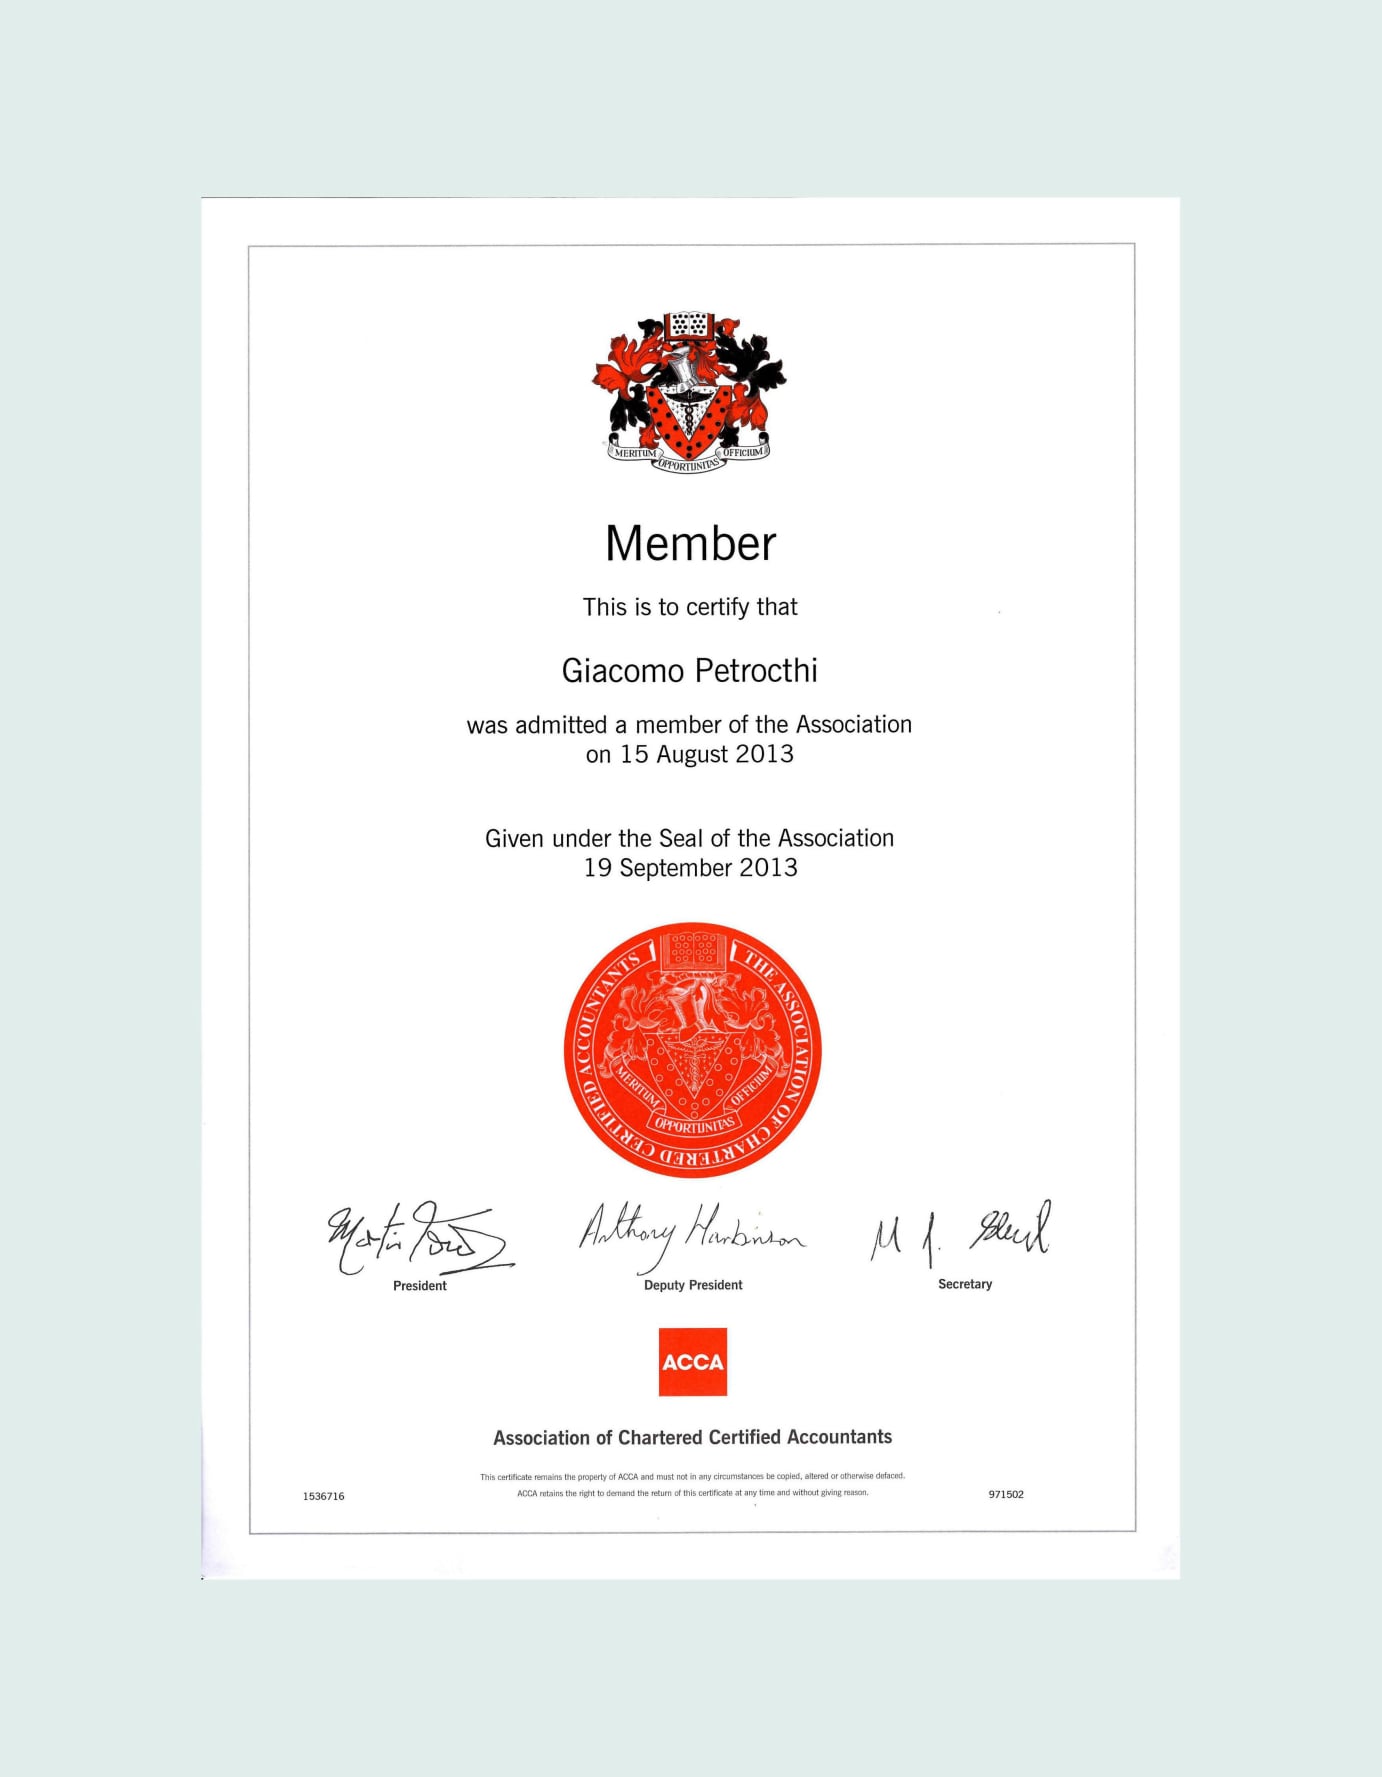 MERITUM OPPORTUNITAS OFFICIUM
Member
This is to certify that
Giacomo Petrocthi
was admitted a member of the Association
on 15 August 2013
Given under the Seal of the Association
19 September 2013
THE ASSOCIATION OF CHARTERED CERTIFIED ACCOUNTANTS
MERITUM OPPORTUNITAS OFFICIUM
Martin
Anthony Harbinson
President
Deputy President
Secretary
ACCA
Association of Chartered Certified Accountants
This certificate remains the property of ACCA and must not in any circumstances be copied, altered or otherwise defaced.
ACCA retains the right to demand the return of this certificate at any time and without giving reason.
1536716
971502